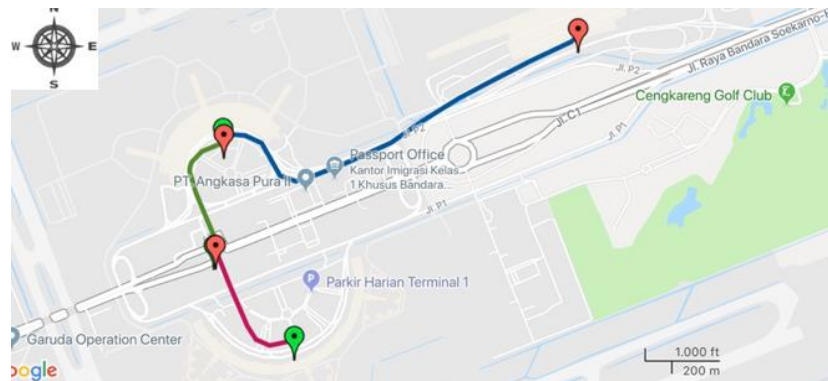 N
W E
S
Jl. Raya Bandara Soekarno-H
Jl. P2
Cengkareng Golf Club
Jl. C1
Jl. P2
Jl. P1
Passport Office
Kantor Imigrasi Kelas
1 Khusus Bandara...
PT. Angkasa Pura II
Jl. P1
Parkir Harian Terminal 1
Garuda Operation Center
1.000 ft
200 m
oogle